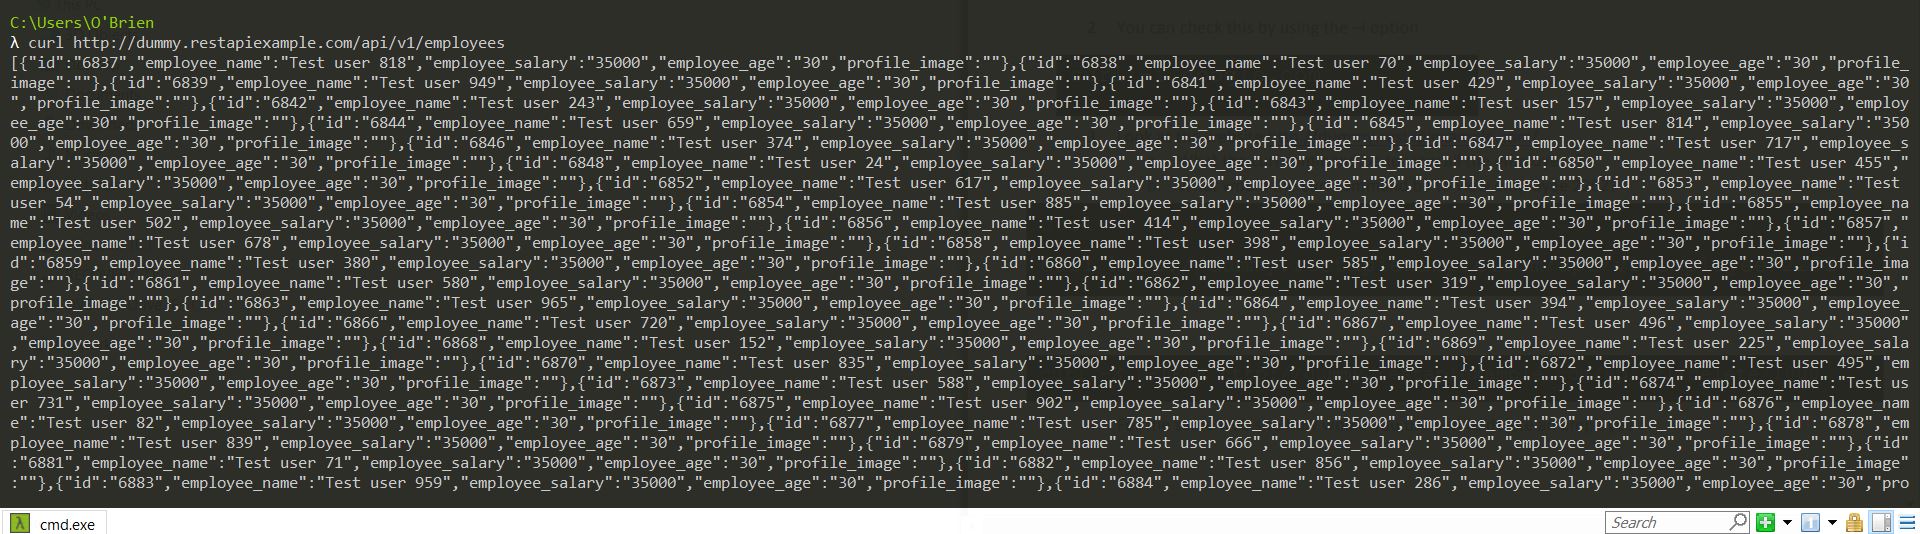 C:\Users\O'Brien
λ curl http://dummy.restapiexample.com/api/v1/employees
[{"id":"6837","employee_name":"Test user 818","employee_salary":"35000","employee_age":"30","profile_image":""},{"id":"6838","employee_name":"Test user 70","employee_salary":"35000","employee_age":"30","profile_
image":""},{"id":"6839","employee_name":"Test user 949","employee_salary":"35000","employee_age":"30","profile_image":""},{"id":"6841","employee_name":"Test user 429","employee_salary":"35000","employee_age":"30
","profile_image":""},{"id":"6842","employee_name":"Test user 243","employee_salary":"35000","employee_age":"30","profile_image":""},{"id":"6843","employee_name":"Test user 157","employee_salary":"35000","employ
ee_age":"30","profile_image":""},{"id":"6844","employee_name":"Test user 659","employee_salary":"35000","employee_age":"30","profile_image":""},{"id":"6845","employee_name":"Test user 814","employee_salary":"350
00","employee_age":"30","profile_image":""},{"id":"6846","employee_name":"Test user 374","employee_salary":"35000","employee_age":"30","profile_image":""},{"id":"6847","employee_name":"Test user 717","employee_s
alary":"35000","employee_age":"30","profile_image":""},{"id":"6848","employee_name":"Test user 24","employee_salary":"35000","employee_age":"30","profile_image":""},{"id":"6850","employee_name":"Test user 455","
employee_salary":"35000","employee_age":"30","profile_image":""},{"id":"6852","employee_name":"Test user 617","employee_salary":"35000","employee_age":"30","profile_image":""},{"id":"6853","employee_name":"Test
user 54","employee_salary":"35000","employee_age":"30","profile_image":""},{"id":"6854","employee_name":"Test user 885","employee_salary":"35000","employee_age":"30","profile_image":""},{"id":"6855","employee_na
me":"Test user 502","employee_salary":"35000","employee_age":"30","profile_image":""},{"id":"6856","employee_name":"Test user 414","employee_salary":"35000","employee_age":"30","profile_image":""},{"id":"6857","
employee_name":"Test user 678","employee_salary":"35000","employee_age":"30","profile_image":""},{"id":"6858","employee_name":"Test user 398","employee_salary":"35000","employee_age":"30","profile_image":""},{"i
d":"6859","employee_name":"Test user 380","employee_salary":"35000","employee_age":"30","profile_image":""},{"id":"6860","employee_name":"Test user 585","employee_salary":"35000","employee_age":"30","profile_ima
ge":""},{"id":"6861","employee_name":"Test user 580","employee_salary":"35000","employee_age":"30","profile_image":""},{"id":"6862","employee_name":"Test user 319","employee_salary":"35000","employee_age":"30","
profile_image":""},{"id":"6863","employee_name":"Test user 965","employee_salary":"35000","employee_age":"30","profile_image":""},{"id":"6864","employee_name":"Test user 394","employee_salary":"35000","employee_
age":"30","profile_image":""},{"id":"6866","employee_name":"Test user 720","employee_salary":"35000","employee_age":"30","profile_image":""},{"id":"6867","employee_name":"Test user 496","employee_salary":"35000"
,"employee_age":"30","profile_image":""},{"id":"6868","employee_name":"Test user 152","employee_salary":"35000","employee_age":"30","profile_image":""},{"id":"6869","employee_name":"Test user 225","employee_sala
ry":"35000","employee_age":"30","profile_image":""},{"id":"6870","employee_name":"Test user 835","employee_salary":"35000","employee_age":"30","profile_image":""},{"id":"6872","employee_name":"Test user 495","em
ployee_salary":"35000","employee_age":"30","profile_image":""},{"id":"6873","employee_name":"Test user 588","employee_salary":"35000","employee_age":"30","profile_image":""},{"id":"6874","employee_name":"Test us
er 731","employee_salary":"35000","employee_age":"30","profile_image":""},{"id":"6875","employee_name":"Test user 902","employee_salary":"35000","employee_age":"30","profile_image":""},{"id":"6876","employee_nam
e":"Test user 82","employee_salary":"35000","employee_age":"30","profile_image":""},{"id":"6877","employee_name":"Test user 785","employee_salary":"35000","employee_age":"30","profile_image":""},{"id":"6878","em
ployee_name":"Test user 839","employee_salary":"35000","employee_age":"30","profile_image":""},{"id":"6879","employee_name":"Test user 666","employee_salary":"35000","employee_age":"30","profile_image":""},{"id"
:"6881","employee_name":"Test user 71","employee_salary":"35000","employee_age":"30","profile_image":""},{"id":"6882","employee_name":"Test user 856","employee_salary":"35000","employee_age":"30","profile_image"
:""},{"id":"6883","employee_name":"Test user 959","employee_salary":"35000","employee_age":"30","profile_image":""},{"id":"6884","employee_name":"Test user 286","employee_salary":"35000","employee_age":"30","pro
λ cmd.exe
Search